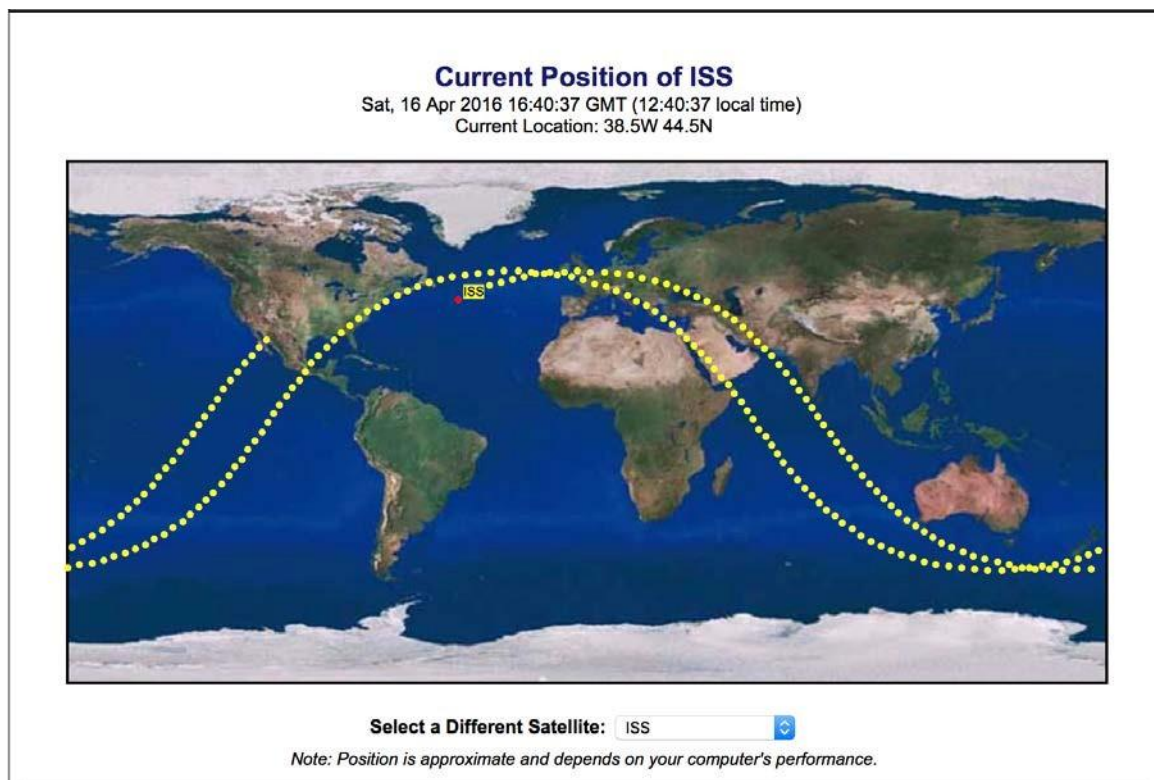 Current Position of ISS
Sat, 16 Apr 2016 16:40:37 GMT (12:40:37 local time)
Current Location: 38.5W 44.5N
ISS
Select a Different Satellite: ISS
Note: Position is approximate and depends on your computer's performance.